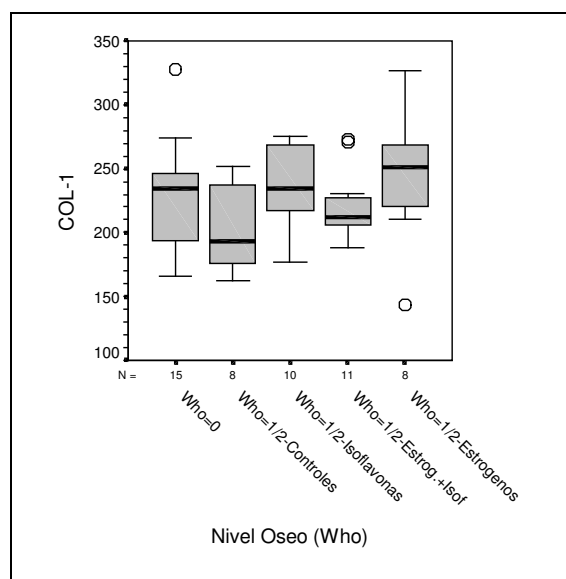 350
300
250
200
150
100
COL-1
N = 15 8 10 11 8
Who=0
Who=1/2-Controles
Who=1/2-Isoflavonas
Who=1/2-Estrog.+Isof
Who=1/2-Estrogenos
Nivel Oseo (Who)